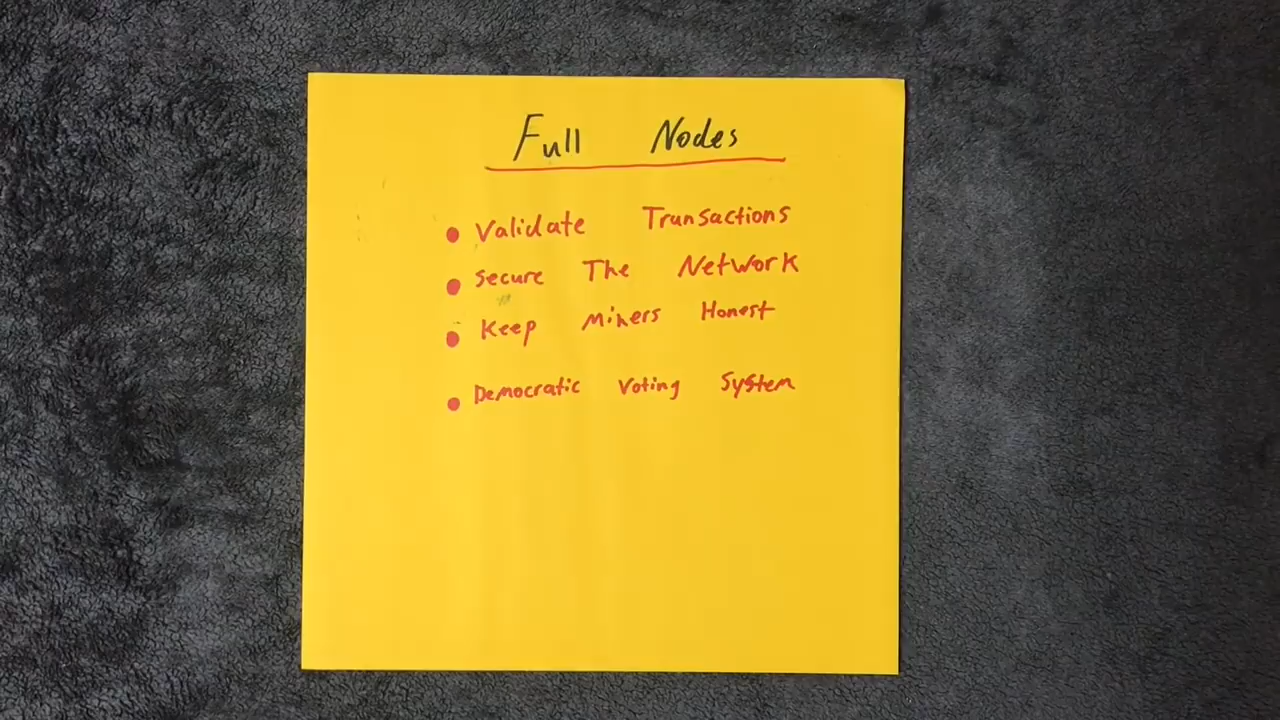 Full Nodes
• Validate Transactions
• Secure The Network
• Keep Miners Honest
• Democratic Voting System